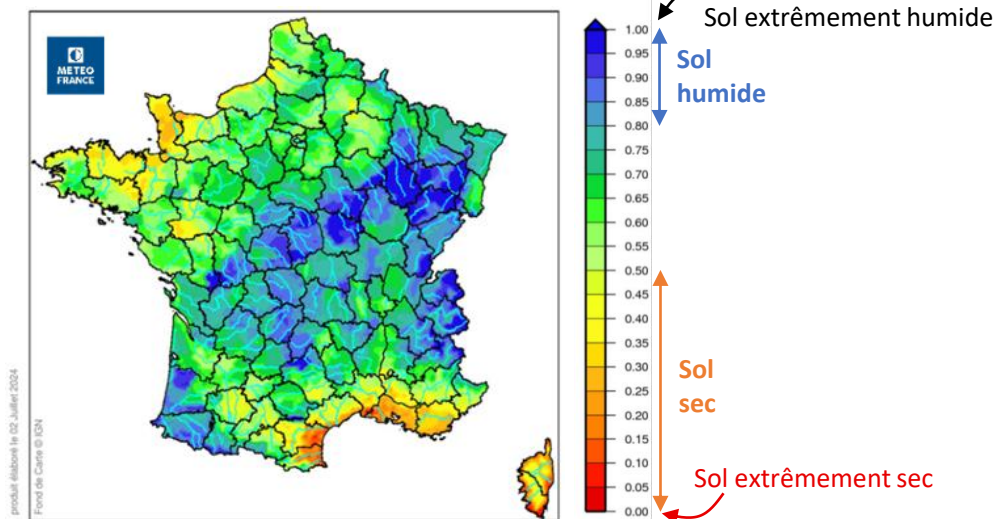 METEO
FRANCE
produit élaboré le 02 Juillet 2024
Fond de Carte © IGN
1.00
0.95
0.90
0.85
0.80
0.75
0.70
0.65
0.60
0.55
0.50
0.45
0.40
0.35
0.30
0.25
0.20
0.15
0.10
0.05
0.00
Sol extrêmement humide
Sol
humide
Sol
sec
Sol extrêmement sec